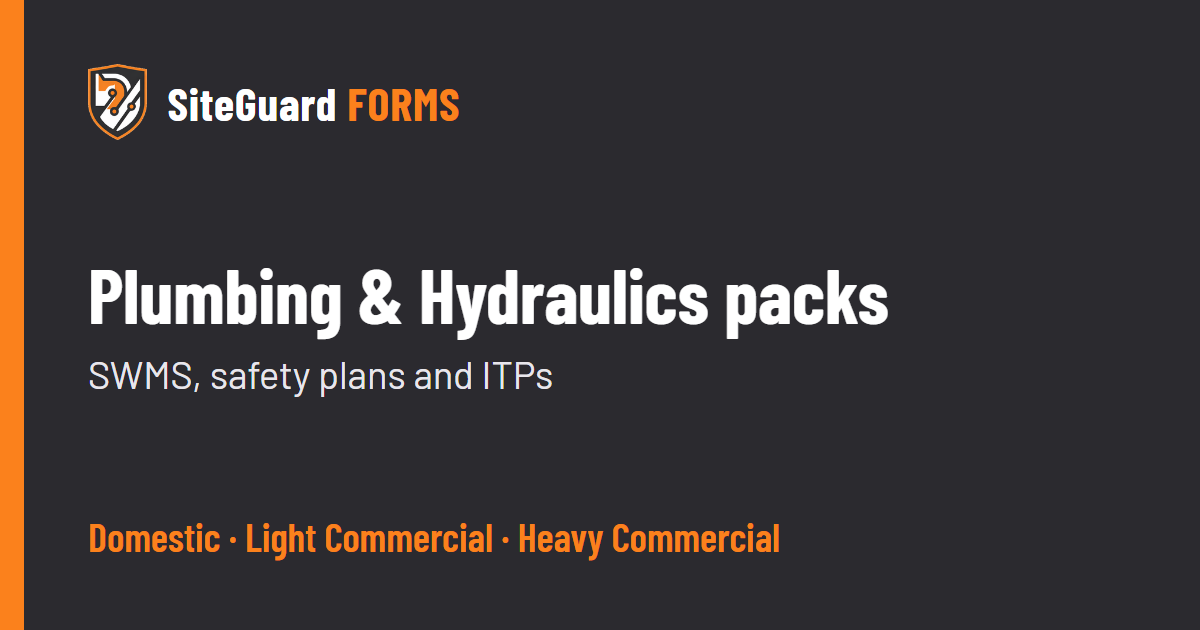 SiteGuard FORMS
Plumbing & Hydraulics packs
SWMS, safety plans and ITPs
Domestic · Light Commercial · Heavy Commercial